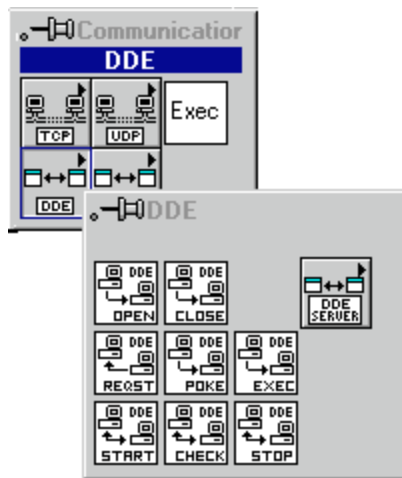 Communicatior
DDE
TCP
UDP
Exec
DDE
DDE
DDE
OPEN
DDE
CLOSE
DDE
SERVER
DDE
REQST
DDE
POKE
DDE
EXEC
DDE
START
DDE
CHECK
DDE
STOP